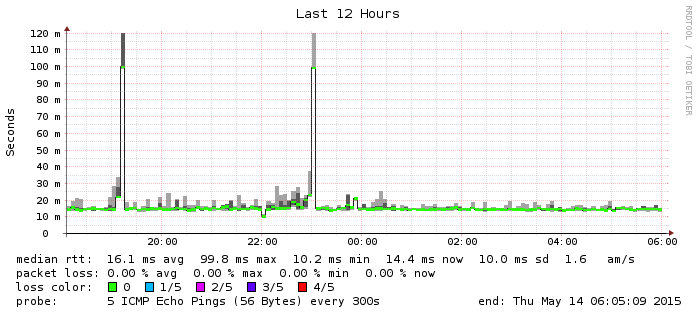 Last 12 Hours
RRDTOOL / TOBI OETIKER
Seconds
120 m
110 m
100 m
90 m
80 m
70 m
60 m
50 m
40 m
30 m
20 m
10 m
0
20:00 22:00 00:00 02:00 04:00 06:00
median rtt: 16.1 ms avg 99.8 ms max 10.2 ms min 14.4 ms now 10.0 ms sd 1.6 am/s
packet loss: 0.00 % avg 0.00 % max 0.00 % min 0.00 % now
loss color: 0 1/5 2/5 3/5 4/5
probe: 5 ICMP Echo Pings (56 Bytes) every 300s end: Thu May 14 06:05:09 2015